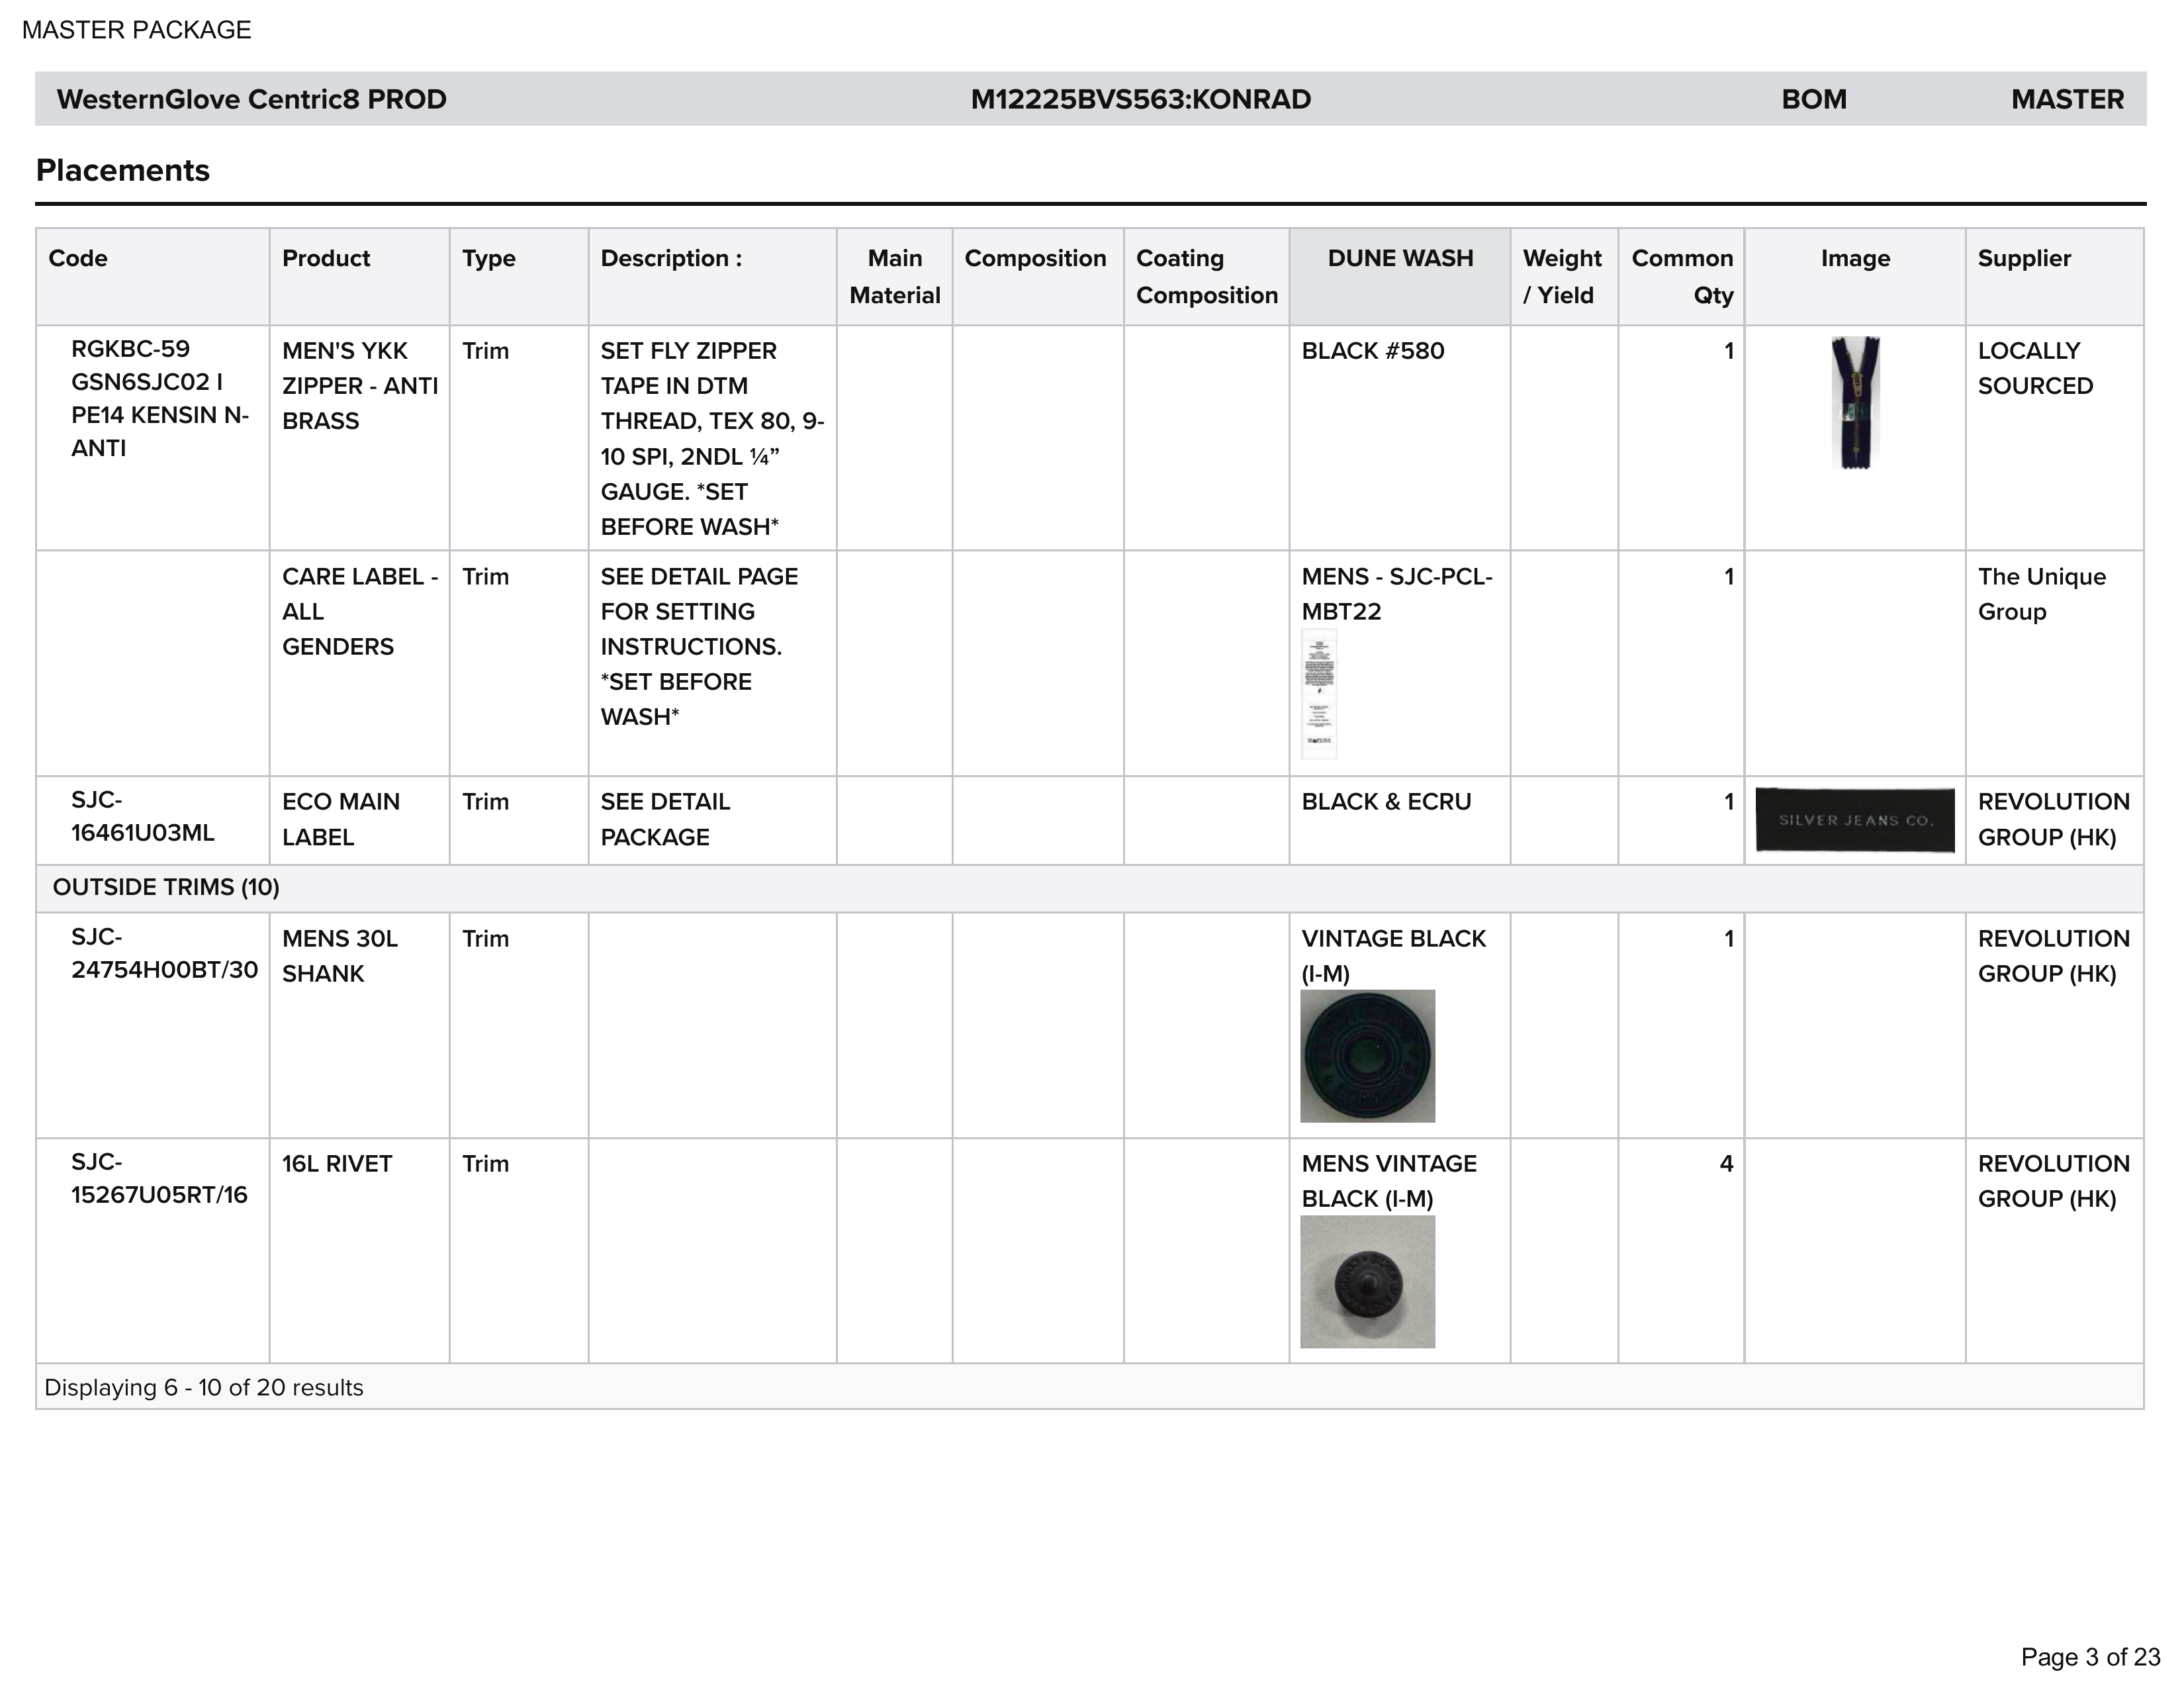 MASTER PACKAGE
WesternGlove Centric8 PROD M12225BVS563:KONRAD BOM MASTER
Placements
Code Product Type Description : Main Material Composition Coating Composition DUNE WASH Weight / Yield Common Qty Image Supplier
RGKBC-59
GSN6SJC02 I
PE14 KENSIN N-
ANTI
MEN'S YKK
ZIPPER - ANTI
BRASS
Trim
SET FLY ZIPPER
TAPE IN DTM
THREAD, TEX 80, 9-
10 SPI, 2NDL ¼”
GAUGE. *SET
BEFORE WASH*
BLACK #580
1
LOCALLY
SOURCED
CARE LABEL -
ALL
GENDERS
Trim
SEE DETAIL PAGE
FOR SETTING
INSTRUCTIONS.
*SET BEFORE
WASH*
MENS - SJC-PCL-
MBT22
1
The Unique
Group
SJC-
16461U03ML
ECO MAIN
LABEL
Trim
SEE DETAIL
PACKAGE
BLACK & ECRU
1
SILVER JEANS CO.
REVOLUTION
GROUP (HK)
OUTSIDE TRIMS (10)
SJC-
24754H00BT/30
MENS 30L
SHANK
Trim
VINTAGE BLACK
(I-M)
1
REVOLUTION
GROUP (HK)
SJC-
15267U05RT/16
16L RIVET
Trim
MENS VINTAGE
BLACK (I-M)
4
REVOLUTION
GROUP (HK)
Displaying 6 - 10 of 20 results
Page 3 of 23